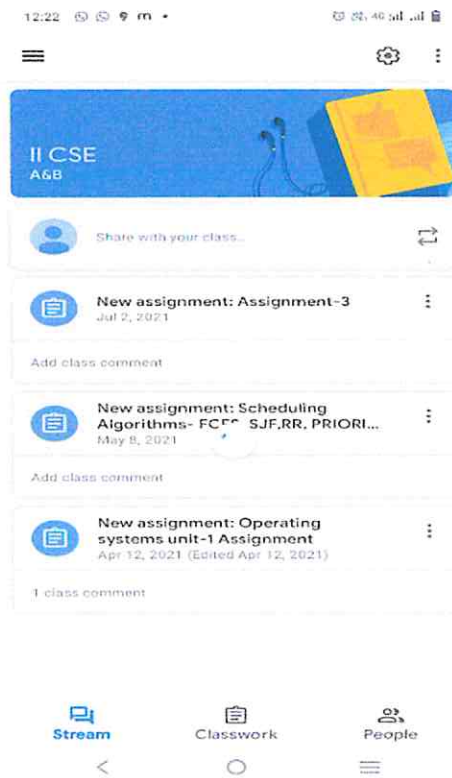 12:22
II CSE
A&B
Share with your class...
New assignment: Assignment-3
Jul 2, 2021
Add class comment
New assignment: Scheduling
Algorithms- FCFS, SJF,RR, PRIORI...
May 8, 2021
Add class comment
New assignment: Operating
systems unit-1 Assignment
Apr 12, 2021 (Edited Apr 12, 2021)
1 class comment
Stream
Classwork
People